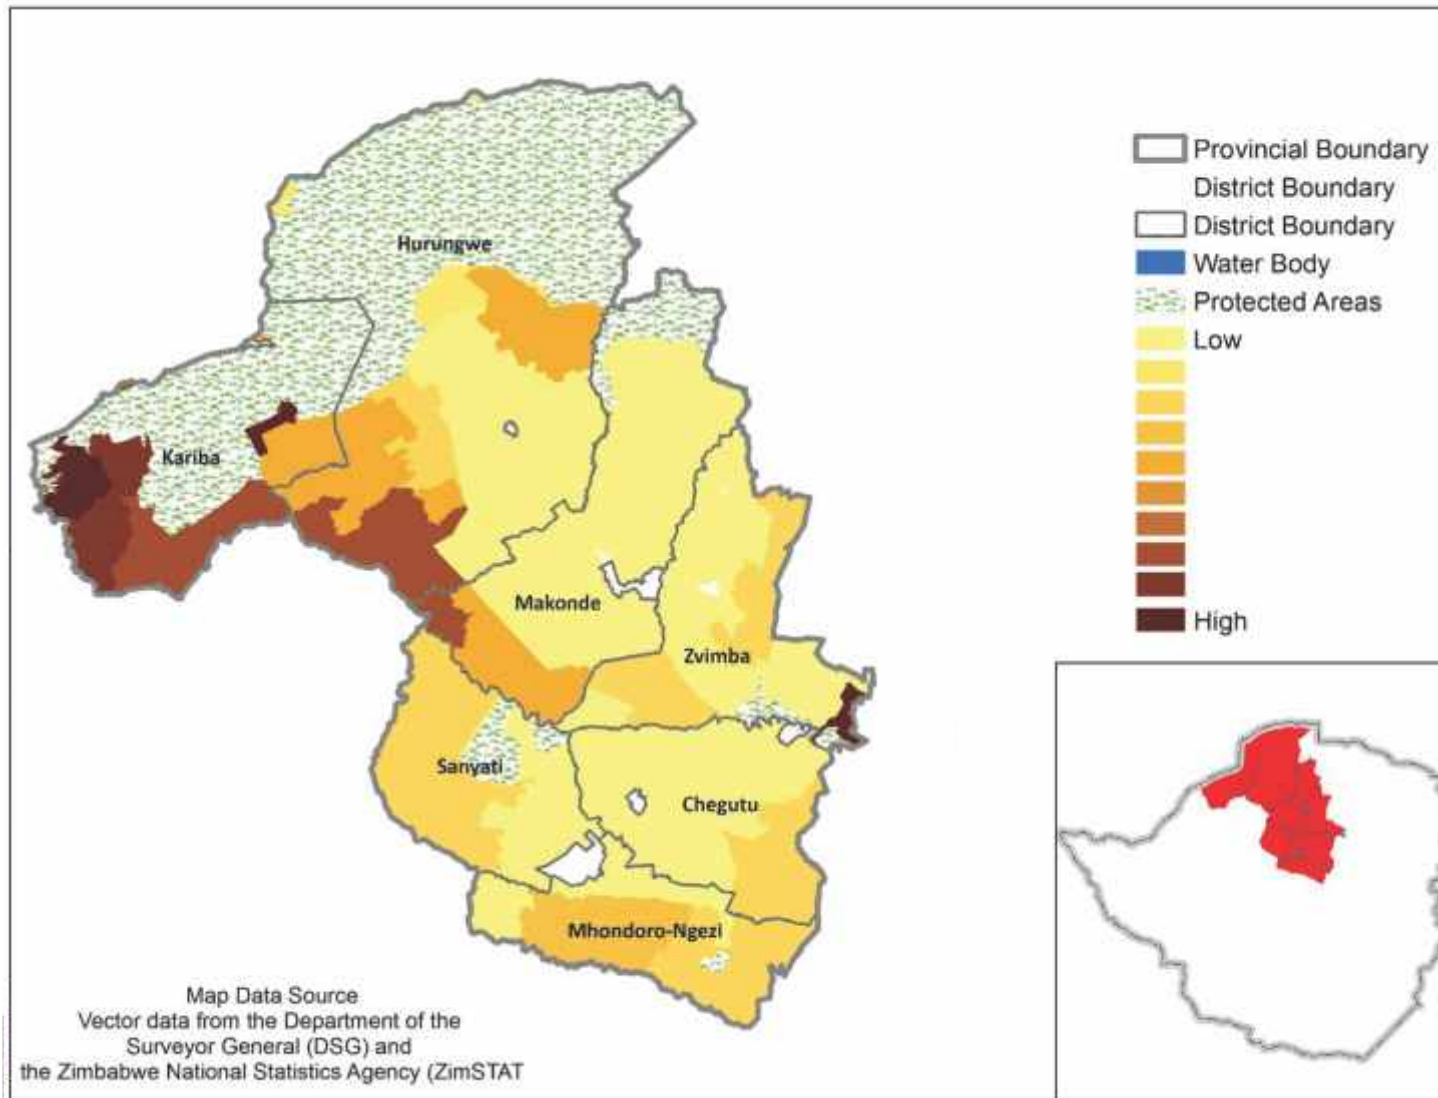 Provincial Boundary
District Boundary
District Boundary
Water Body
Protected Areas
Low
High
Hurungwe
Kariba
Makonde
Zvimba
Sanyati
Chegutu
Mhondoro-Ngezi
Map Data Source
Vector data from the Department of the
Surveyor General (DSG) and
the Zimbabwe National Statistics Agency (ZimSTAT